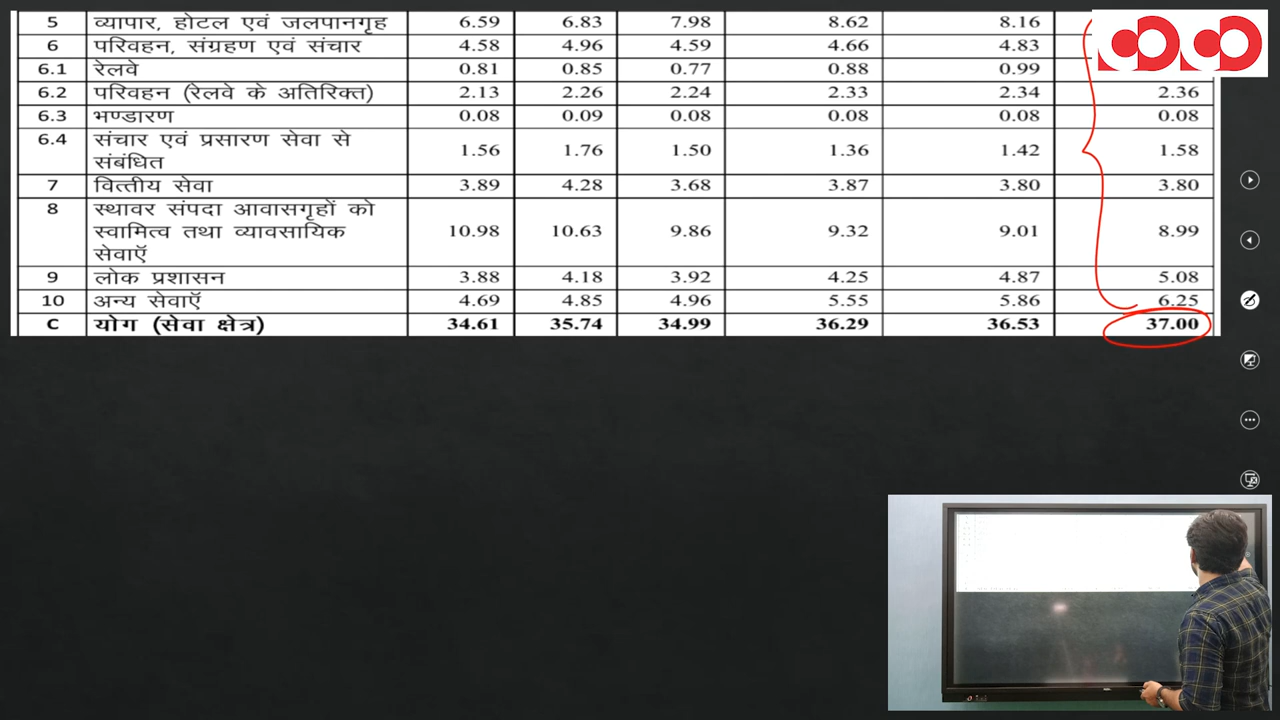 5 व्यापार, होटल एवं जलपानगृह 6.59 6.83 7.98 8.62 8.16
6 परिवहन, संग्रहण एवं संचार 4.58 4.96 4.59 4.66 4.83
6.1 रेलवे 0.81 0.85 0.77 0.88 0.99
6.2 परिवहन (रेलवे के अतिरिक्त) 2.13 2.26 2.24 2.33 2.34 2.36
6.3 भण्डारण 0.08 0.09 0.08 0.08 0.08 0.08
6.4 संचार एवं प्रसारण सेवा से
संबंधित 1.56 1.76 1.50 1.36 1.42 1.58
7 वित्तीय सेवा 3.89 4.28 3.68 3.87 3.80 3.80
8 स्थावर संपदा आवासगृहों को
स्वामित्व तथा व्यावसायिक 10.98 10.63 9.86 9.32 9.01 8.99
सेवाऍ
9 लोक प्रशासन 3.88 4.18 3.92 4.25 4.87 5.08
10 अन्य सेवाऍ 4.69 4.85 4.96 5.55 5.86 6.25
C योग (सेवा क्षेत्र) 34.61 35.74 34.99 36.29 36.53 37.00